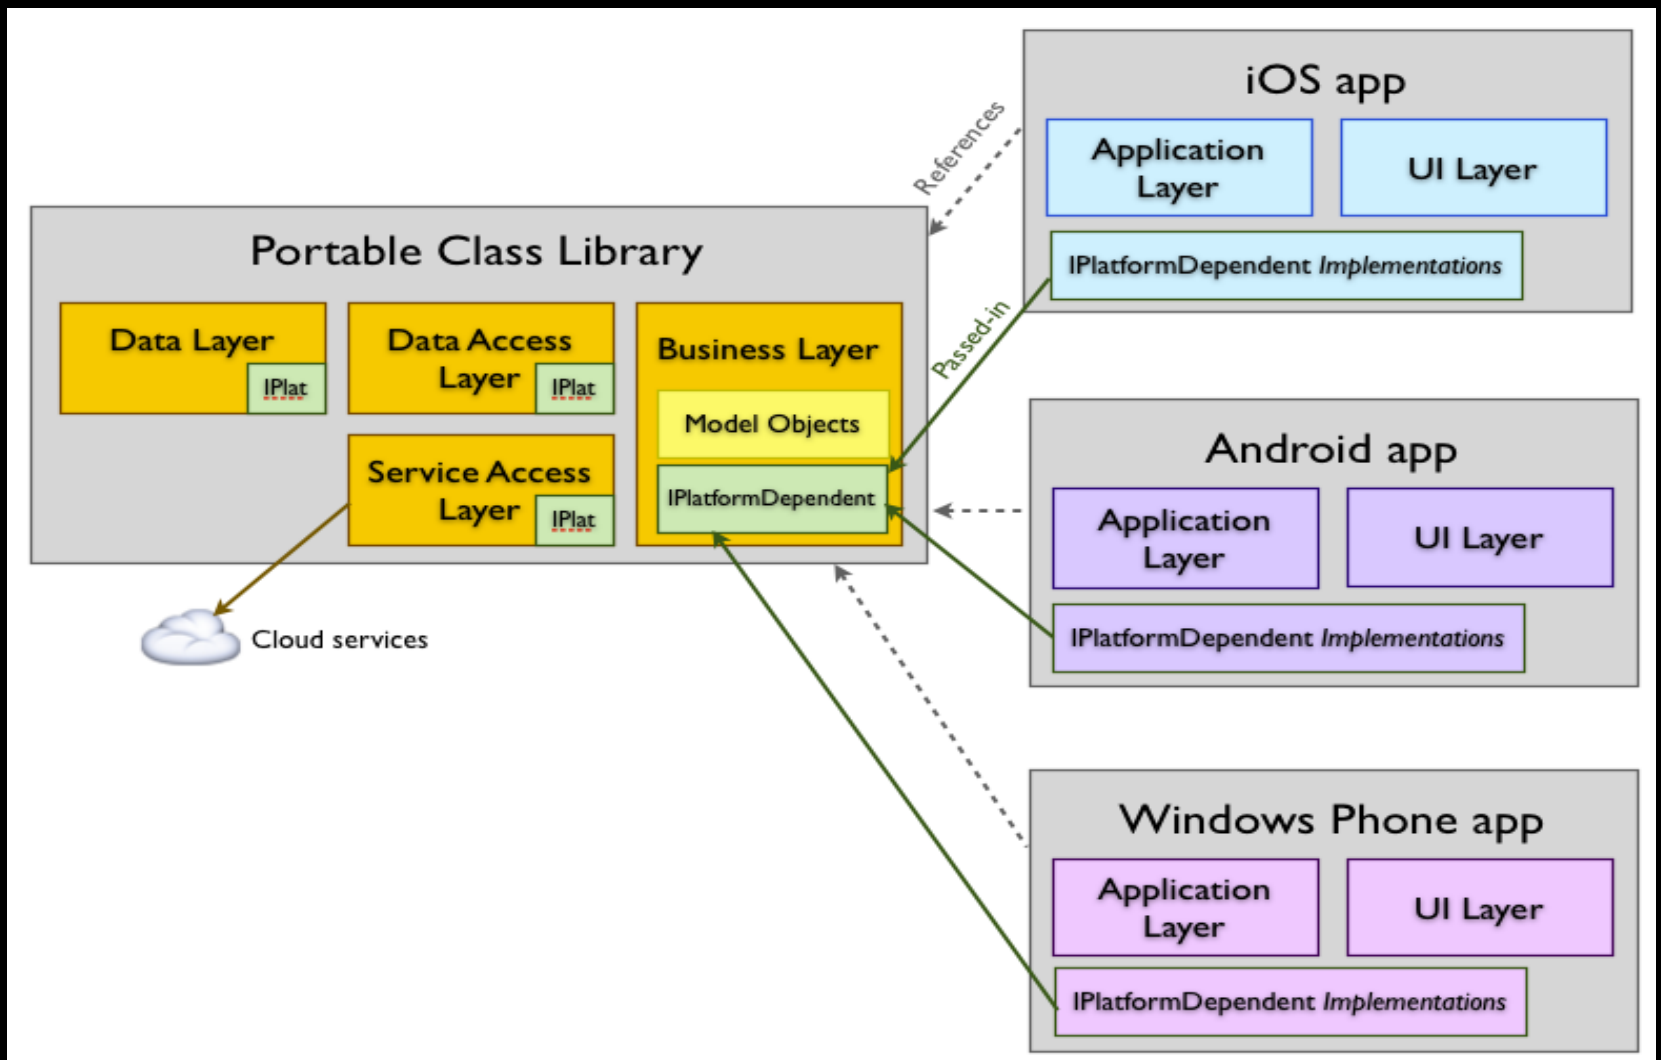 iOS app
Application
Layer
UI Layer
IPlatformDependent Implementations
References
Portable Class Library
Data Layer
IPlat
Data Access
Layer
IPlat
Business Layer
Model Objects
IPlatformDependent
Service Access
Layer
IPlat
Passed-in
Cloud services
Android app
Application
Layer
UI Layer
IPlatformDependent Implementations
Windows Phone app
Application
Layer
UI Layer
IPlatformDependent Implementations